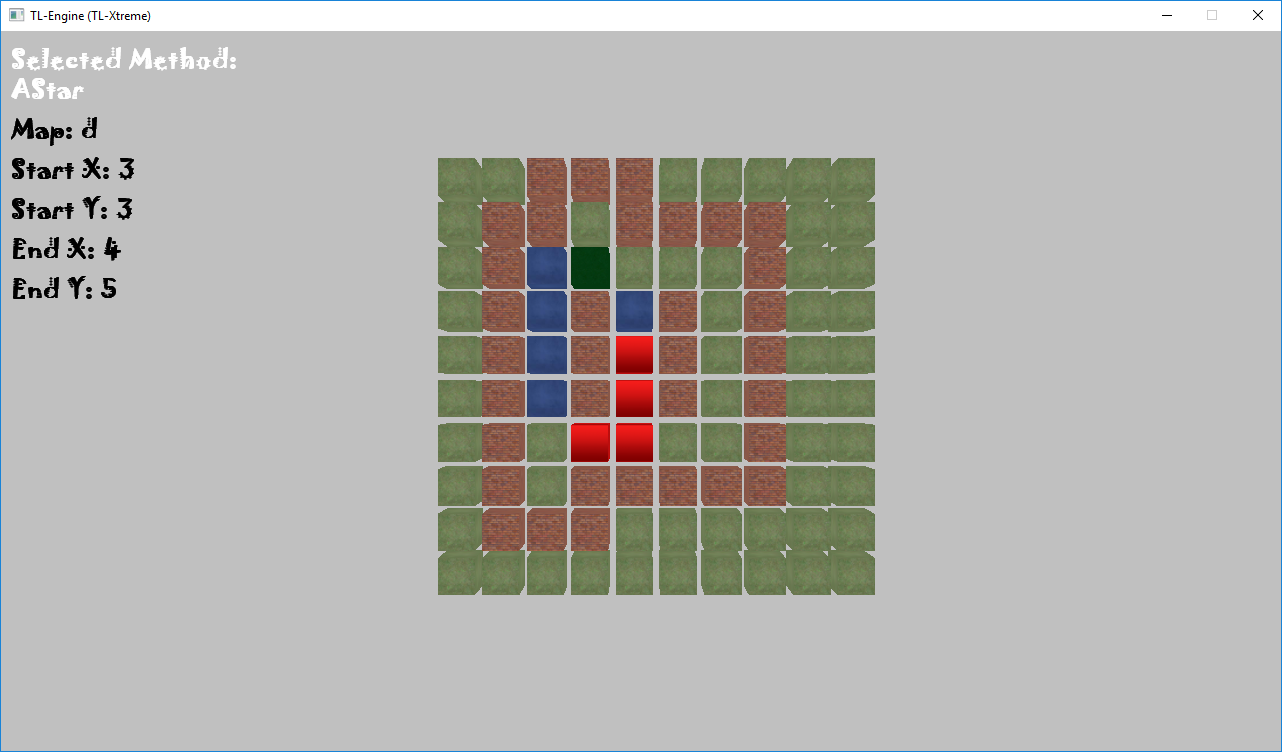 TL-Engine (TL-Xtreme)
Selected Method:
AStar
Map: d
Start X: 3
Start Y: 3
End X: 4
End Y: 5